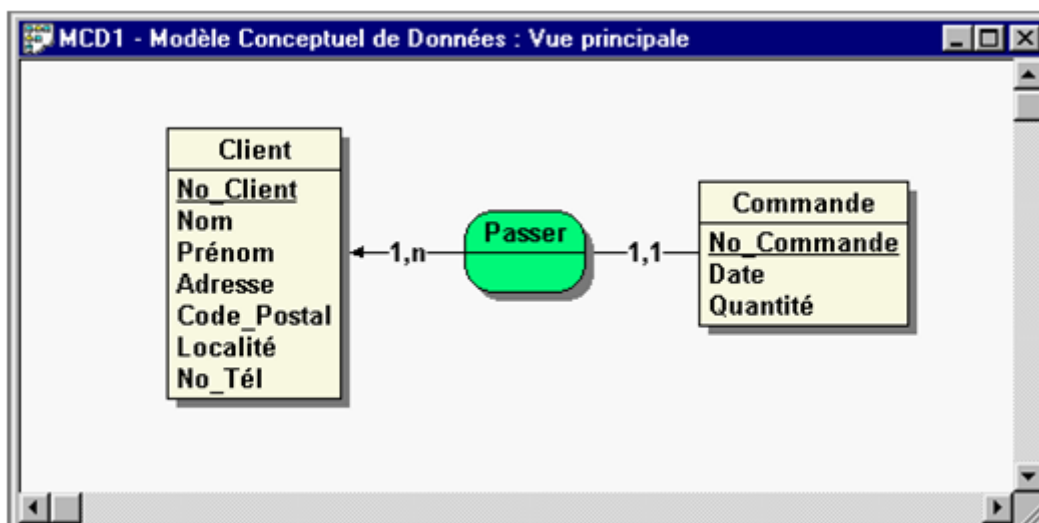 MCD1 - Modèle Conceptuel de Données : Vue principale
Client
No_Client
Nom
Prénom
Adresse
Code_Postal
Localité
No_Tél
1,n
Passer
1,1
Commande
No_Commande
Date
Quantité